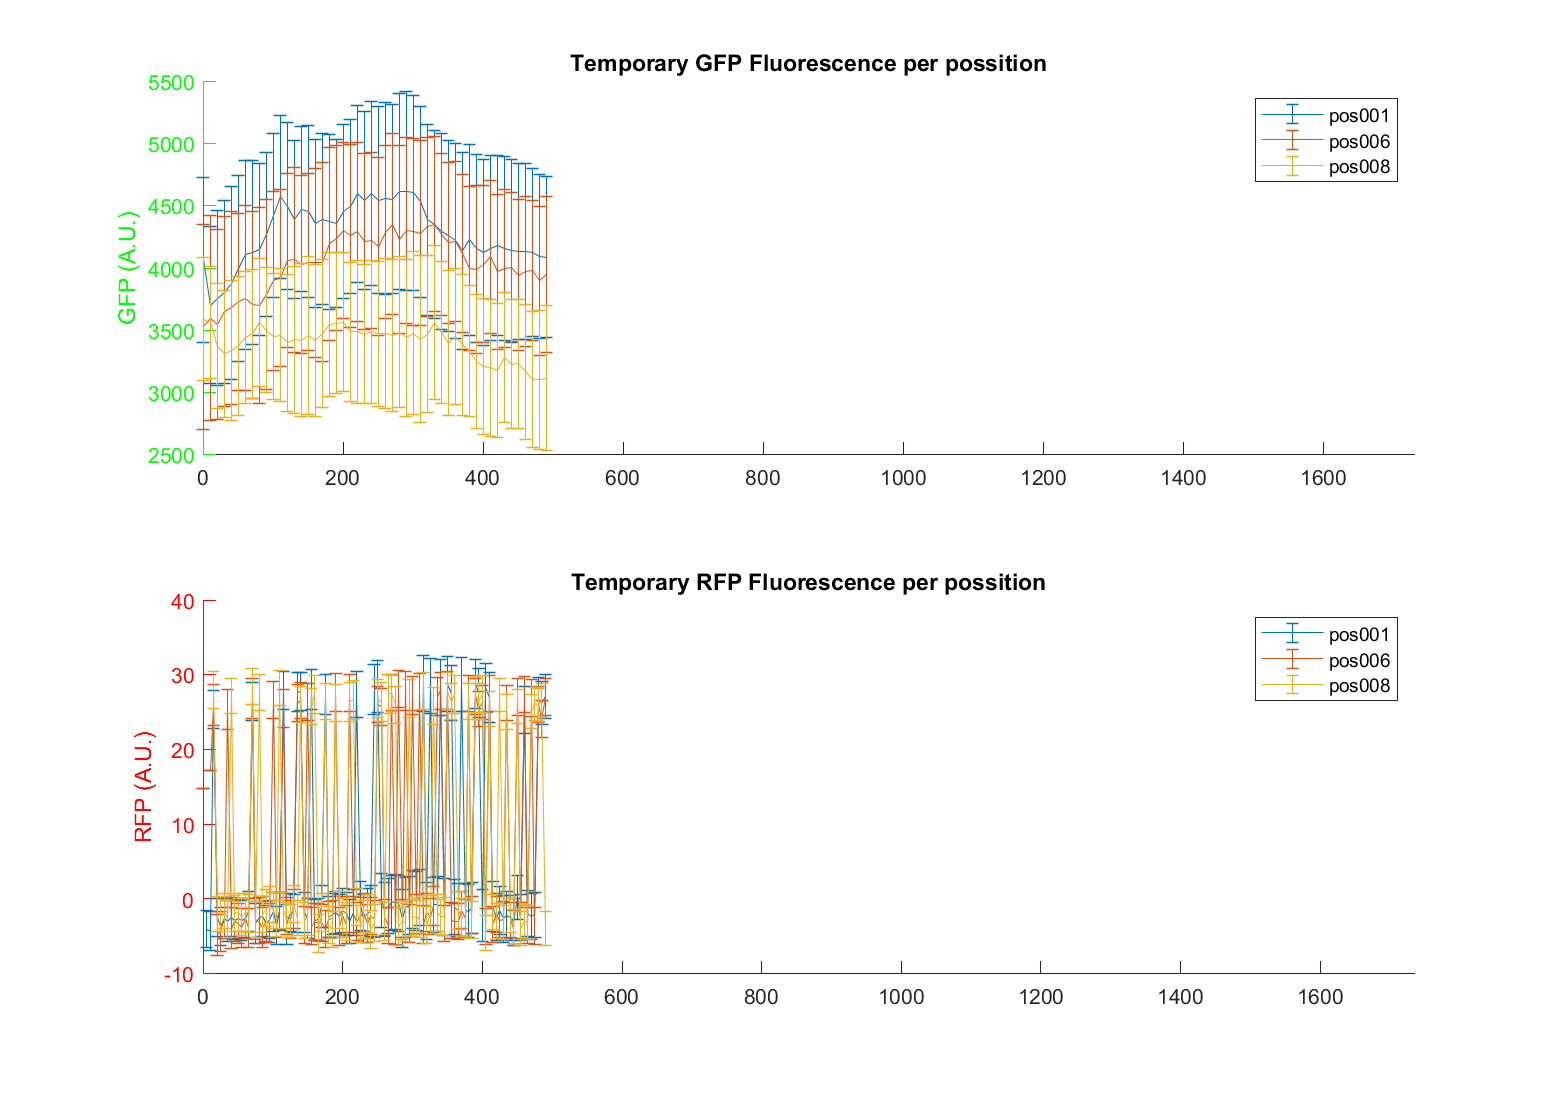 Temporary GFP Fluorescence per possition
5500
5000
4500
4000
3500
3000
2500
GFP (A.U.)
0 200 400 600 800 1000 1200 1400 1600
pos001
pos006
pos008
Temporary RFP Fluorescence per possition
40
30
20
10
0
-10
RFP (A.U.)
0 200 400 600 800 1000 1200 1400 1600
pos001
pos006
pos008